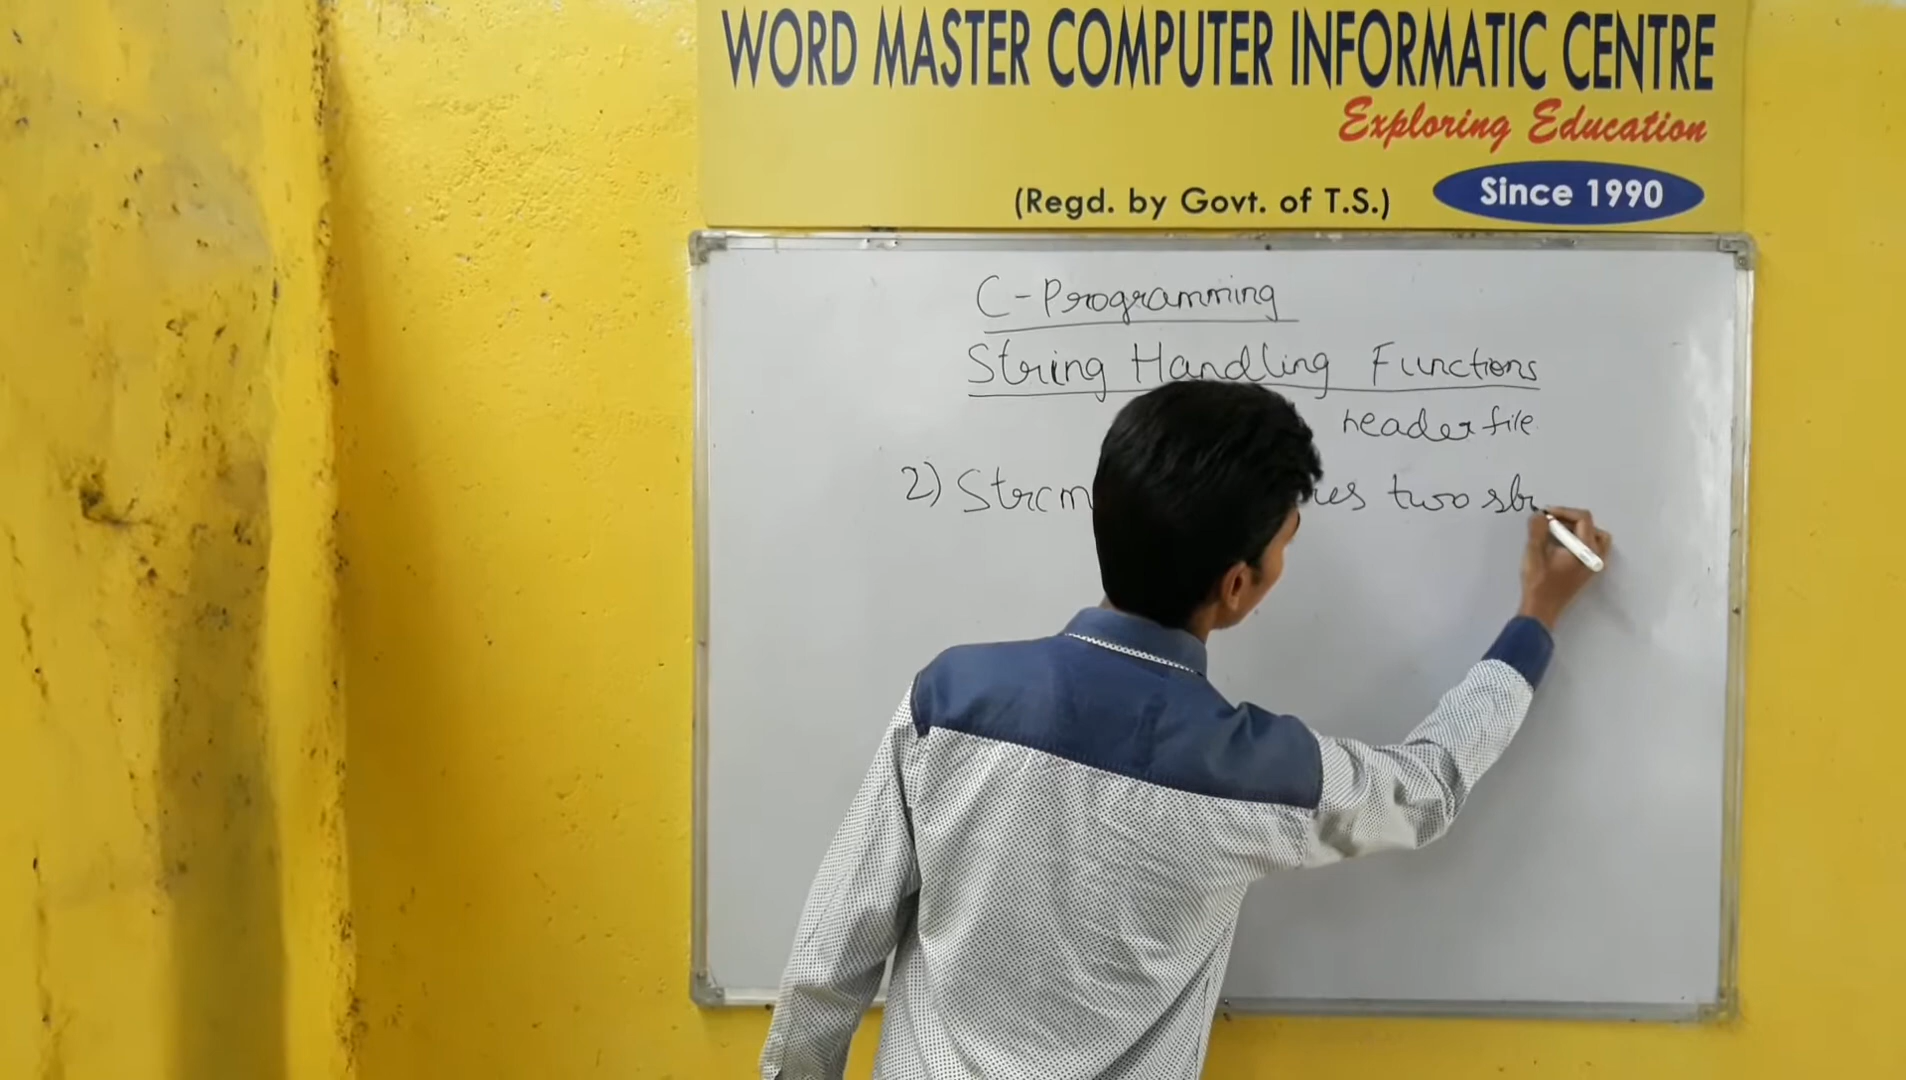 WORD MASTER COMPUTER INFORMATIC CENTRE
Exploring Education
(Regd. by Govt. of T.S.) Since 1990
C-Programming
String Handling Functions
header file
2) Strcm two str